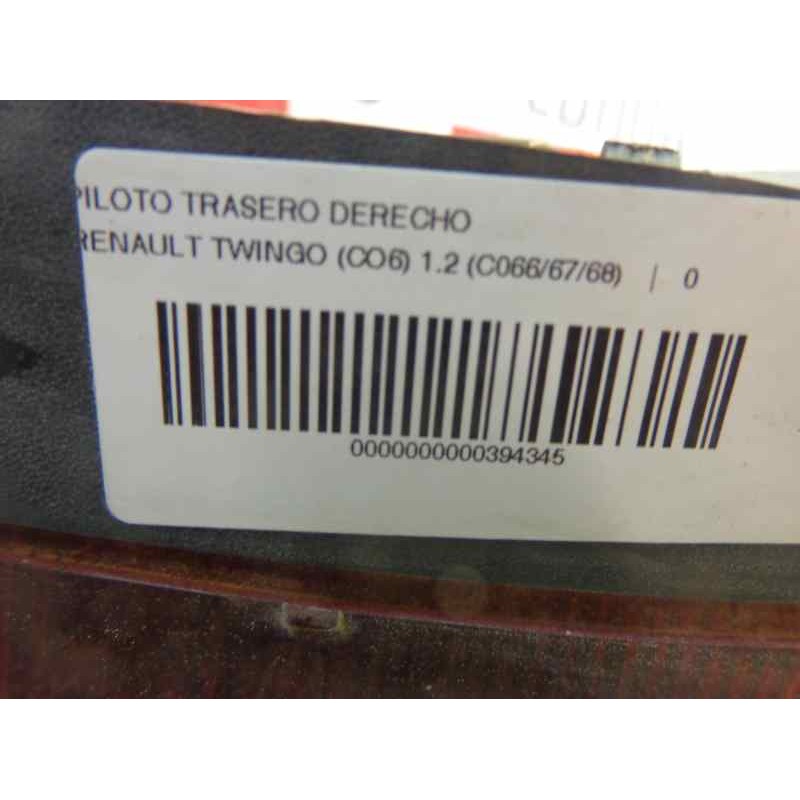 PILOTO TRASERO DERECHO
RENAULT TWINGO (CO6) 1.2 (C066/67/68) | 0
0000000000394345